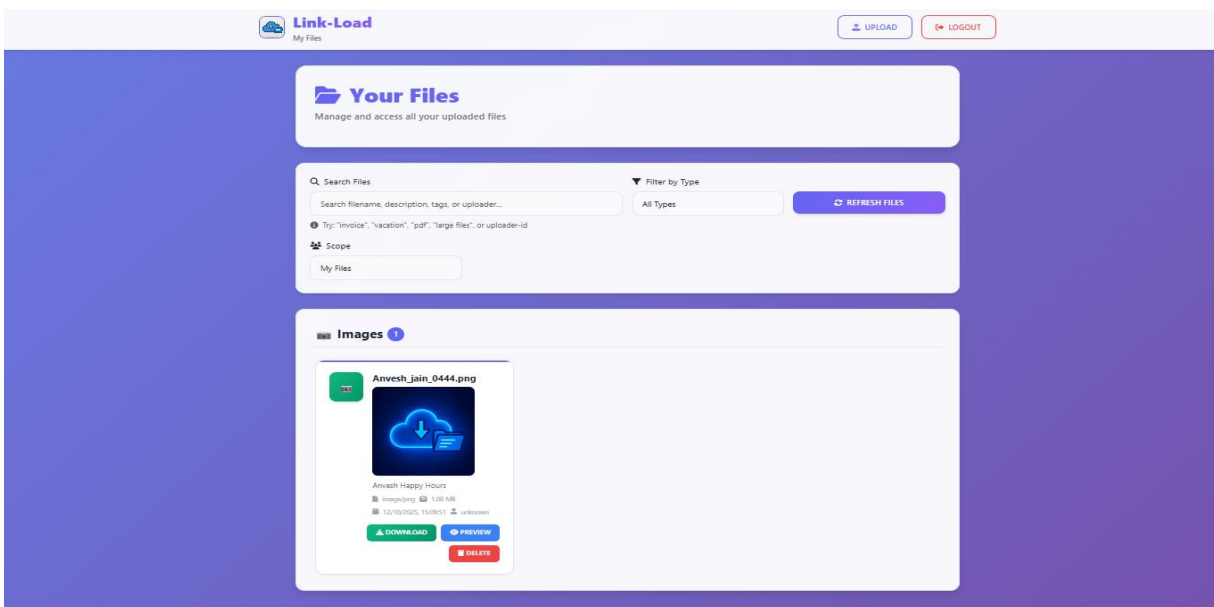 Link-Load
My Files
UPLOAD
LOGOUT
Your Files
Manage and access all your uploaded files
Search Files
Search filename, description, tags, or uploader...
Try: "invoice", "vacation", "pdf", "large files", or uploader-id
Filter by Type
All Types
REFRESH FILES
Scope
My Files
Images 1
Anvesh_jain_0444.png
Anvesh Happy Hours
image/png 1.08 MB
12/10/2025, 15:09:51 unknown
DOWNLOAD PREVIEW
DELETE